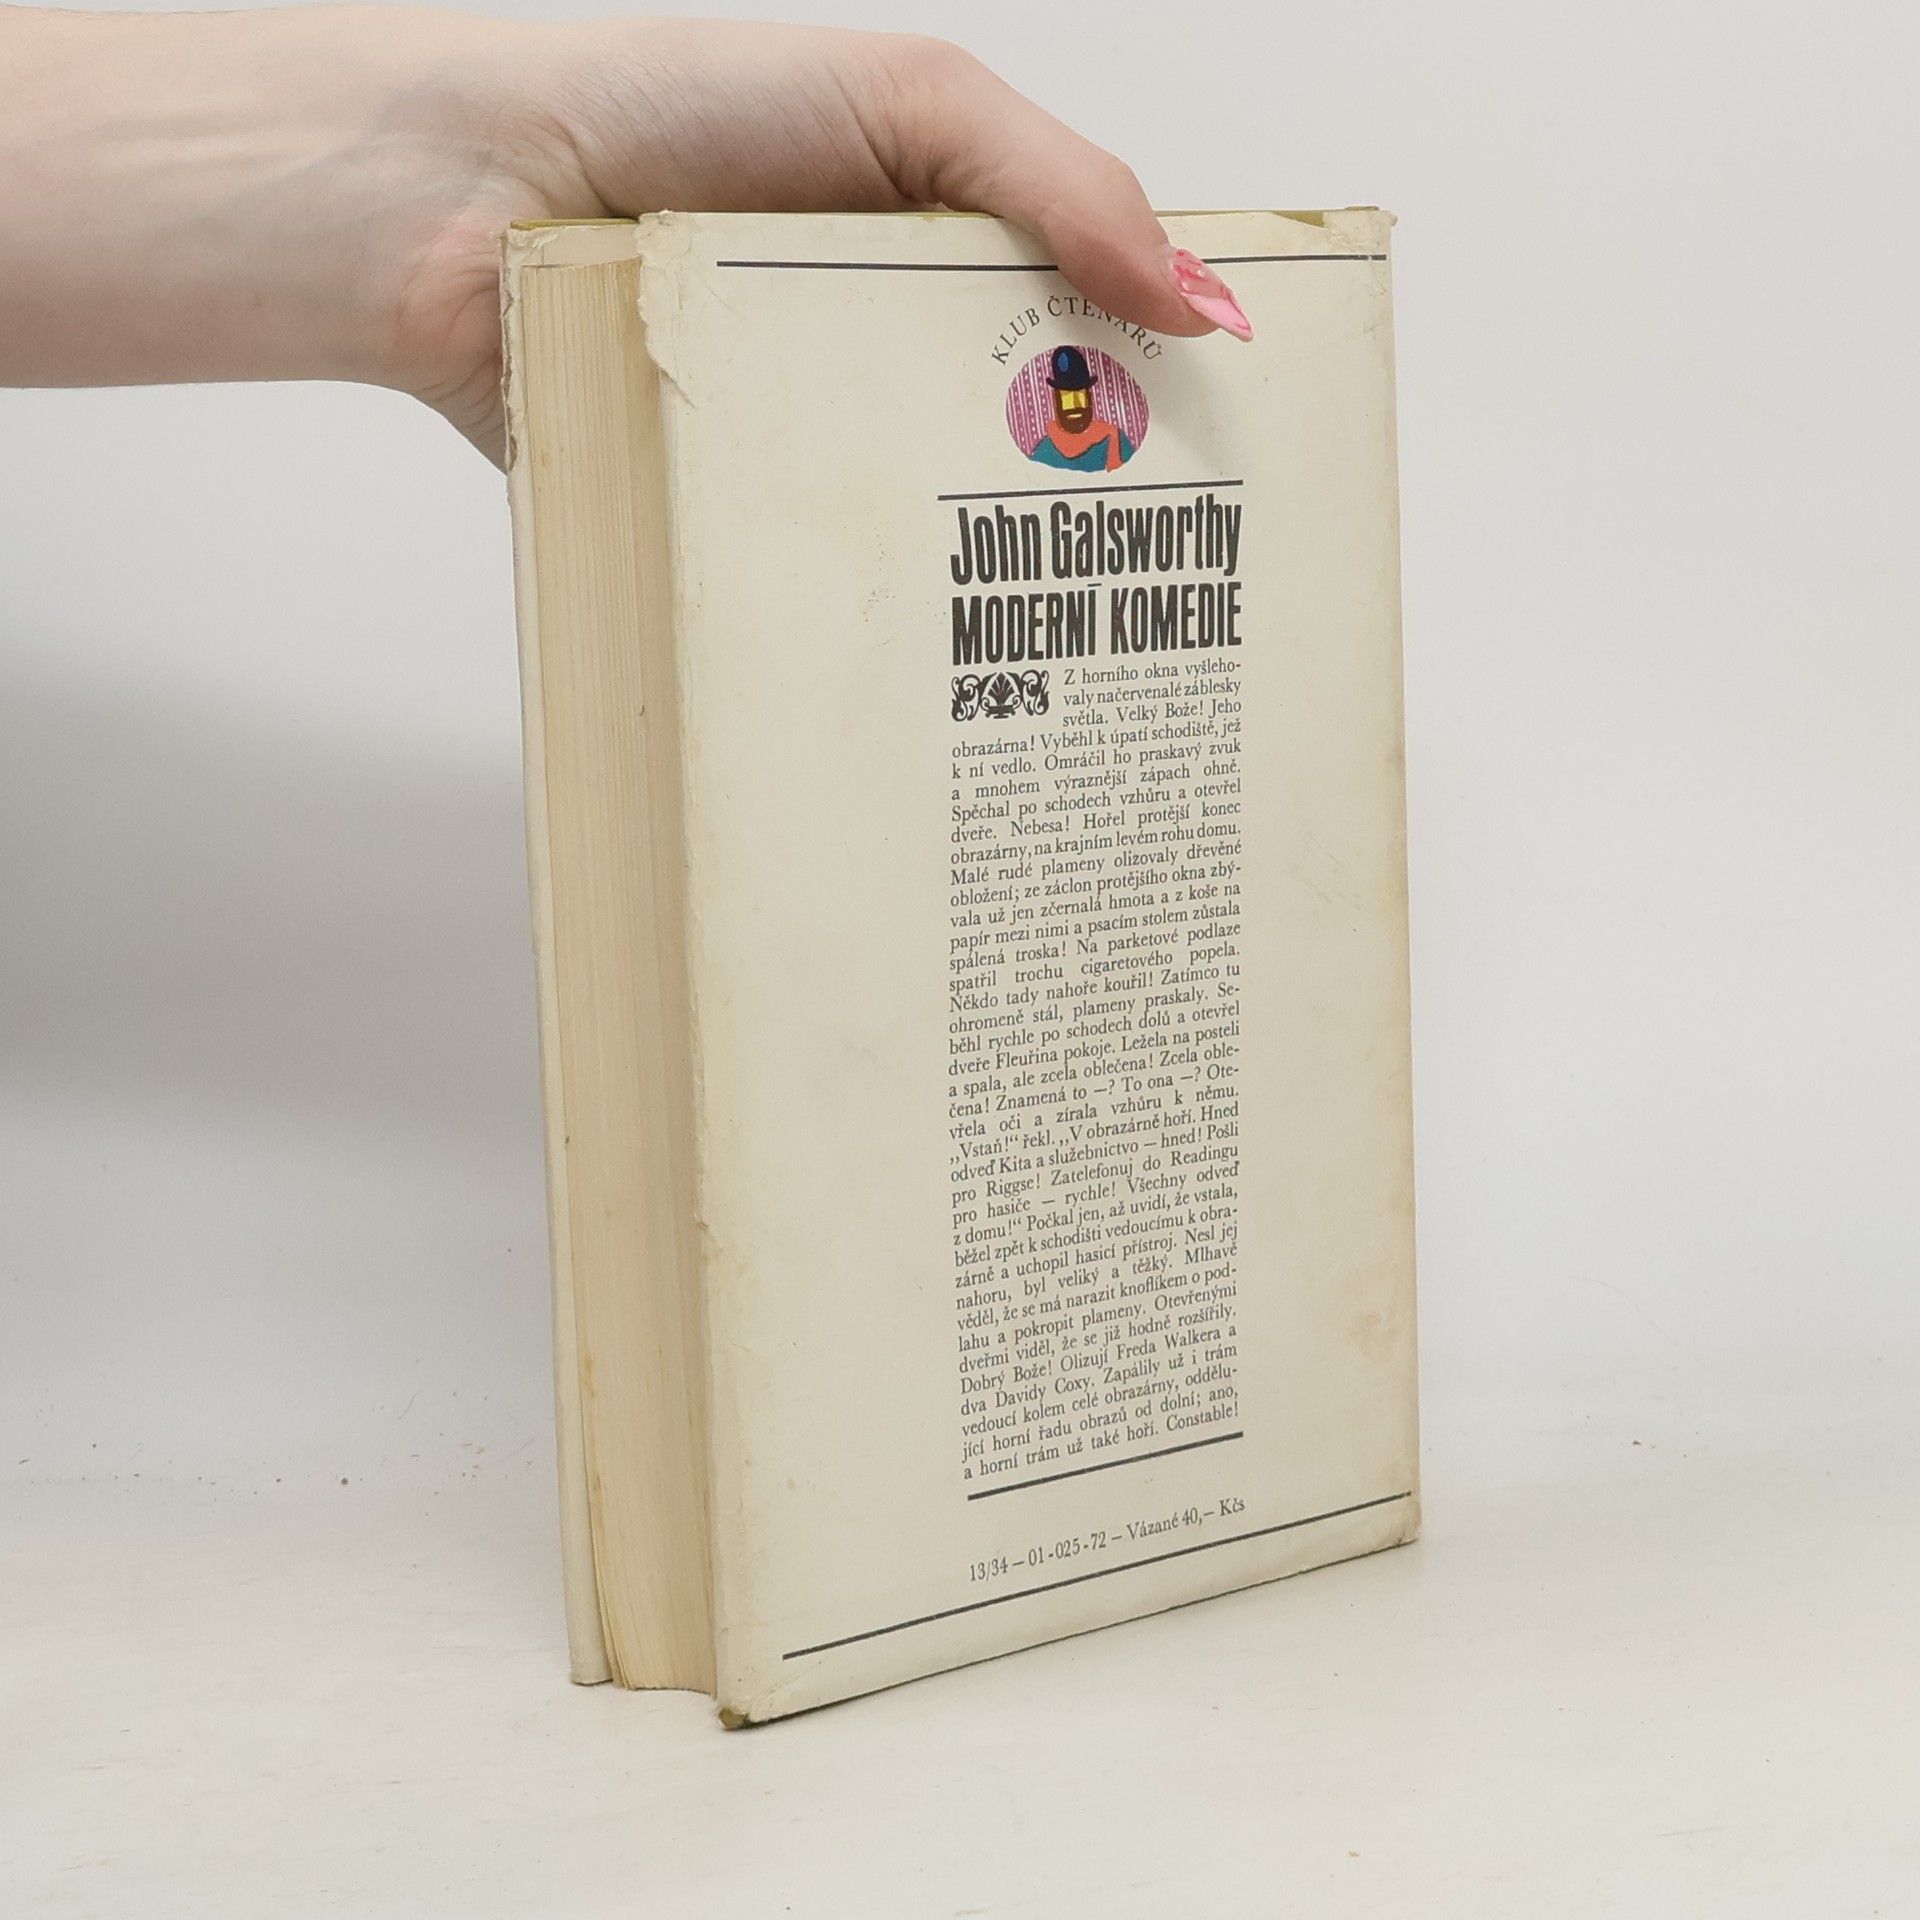 KLUB ČTENÁŘŮ
John Galsworthy
MODERNÍ KOMEDIE
Z horního okna vyšleho-
valy načervenalé záblesky
světla. Velký Bože! Jeho
obrazárna! Vyběhl k úpatí schodiště, jež
k ní vedlo. Omráčil ho praskavý zvuk
a mnohem výraznější zápach ohně.
Spěchal po schodech vzhůru a otevřel
dveře. Nebesa! Hořel protější konec
obrazárny, na krajním levém rohu domu.
Malé rudé plameny olizovaly dřevěné
obložení; ze záclon protějšího okna zbý-
vala už jen zčernalá hmota a z koše na
papír mezi nimi a psacím stolem zůstala
spálená troska! Na parketové podlaze
spatřil trochu cigaretového popela.
Někdo tady nahoře kouřil! Zatímco tu
ohromeně stál, plameny praskaly. Se-
běhl rychle po schodech dolů a otevřel
dveře Fleuřina pokoje. Ležela na posteli
a spala, ale zcela oblečena! Zcela oble-
čena! Znamená to —? To ona —? Ote-
vřela oči a zírala vzhůru k němu.
„Vstaň!“ řekl. „V obrazárně hoří. Hned
odveď Kita a služebnictvo — hned! Pošli
pro Riggse! Zatelefonuj do Readingu
pro hasiče — rychle! Všechny odveď
z domu!“ Počkal jen, až uvidí, že vstala,
běžel zpět k schodišti vedoucímu k obra-
zárně a uchopil hasicí přístroj. Nesl jej
nahoru, byl veliký a těžký. Mlhavě
věděl, že se má narazit knoflíkem o pod-
lahu a pokropit plameny. Otevřenými
dveřmi viděl, že se již hodně rozšířily.
Dobrý Bože! Olizují Freda Walkera a
dva Davidy Coxy. Zapálily už i trám
vedoucí kolem celé obrazárny, oddělu-
jící horní řadu obrazů od dolní; ano,
a horní trám už také hoří. Constable!
13/34 — 01-025-72 — Vázané 40,— Kčs